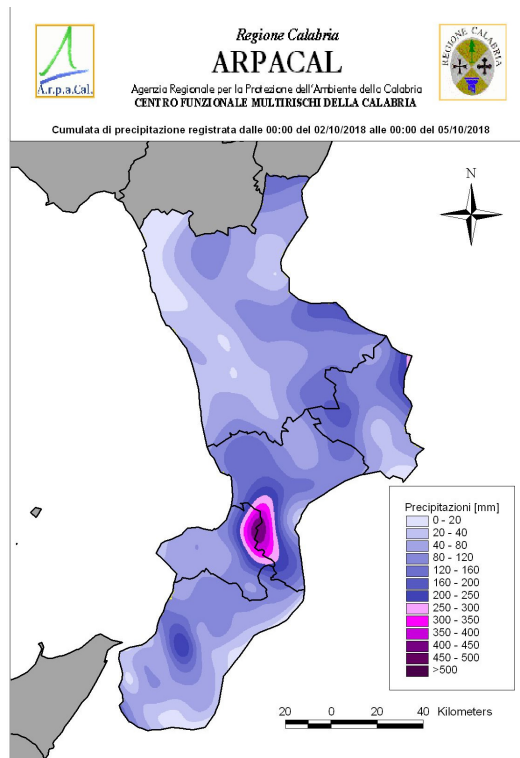 Regione Calabria
ARPACAL
Agenzia Regionale per la Protezione dell'Ambiente della Calabria
CENTRO FUNZIONALE MULTIRISCHI DELLA CALABRIA
A.r.p.a.Cal.
REGIONE CALABRIA
Cumulata di precipitazione registrata dalle 00:00 del 02/10/2018 alle 00:00 del 05/10/2018
N
Precipitazioni [mm]
0 - 20
20 - 40
40 - 80
80 - 120
120 - 160
160 - 200
200 - 250
250 - 300
300 - 350
350 - 400
400 - 450
450 - 500
>500
20 0 20 40 Kilometers